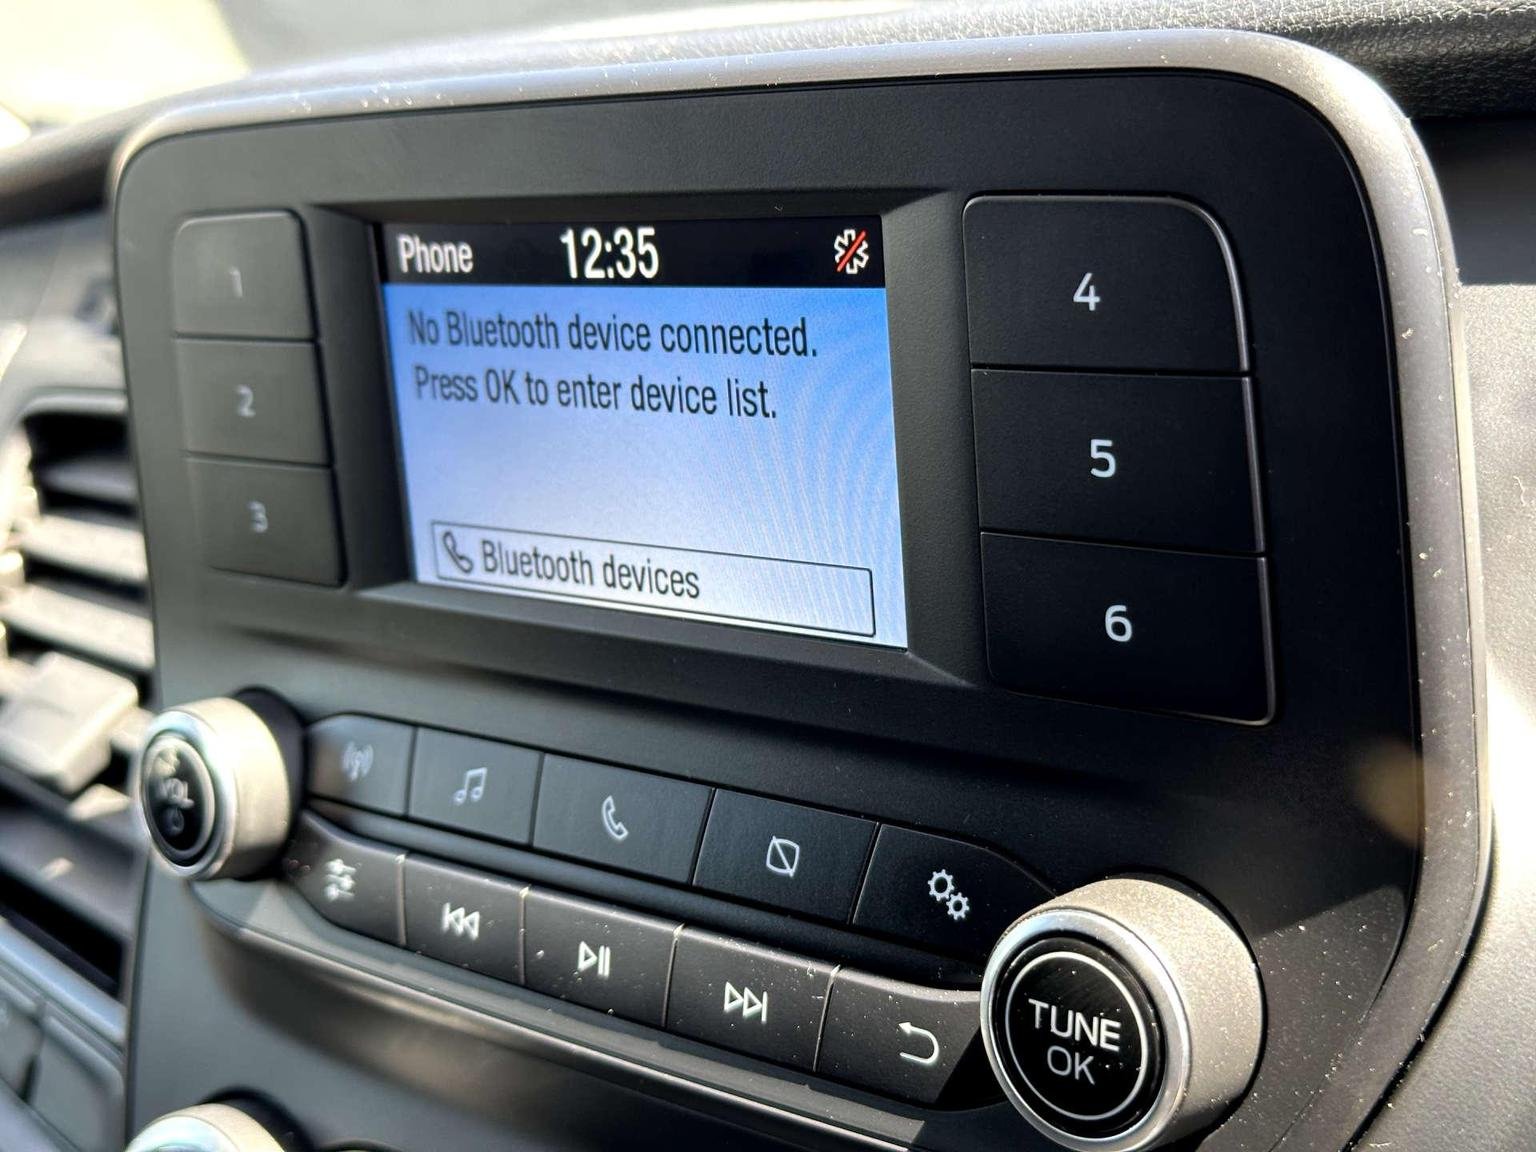 Phone 12:35
No Bluetooth device connected.
Press OK to enter device list.
Bluetooth devices
1
2
3
4
5
6
VOL
TUNE
OK